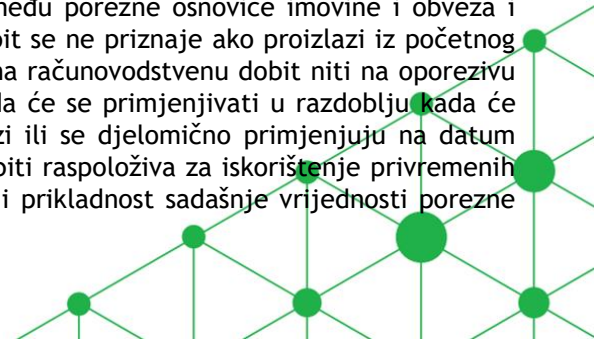 među porezne osnovice imovine i obveza i
bit se ne priznaje ako proizlazi iz početnog
na računovodstvenu dobit niti na oporezivu
da će se primjenjivati u razdoblju kada će
zi ili se djelomično primjenjuju na datum
biti raspoloživa za iskorištenje privremenih
i prikladnost sadašnje vrijednosti porezne